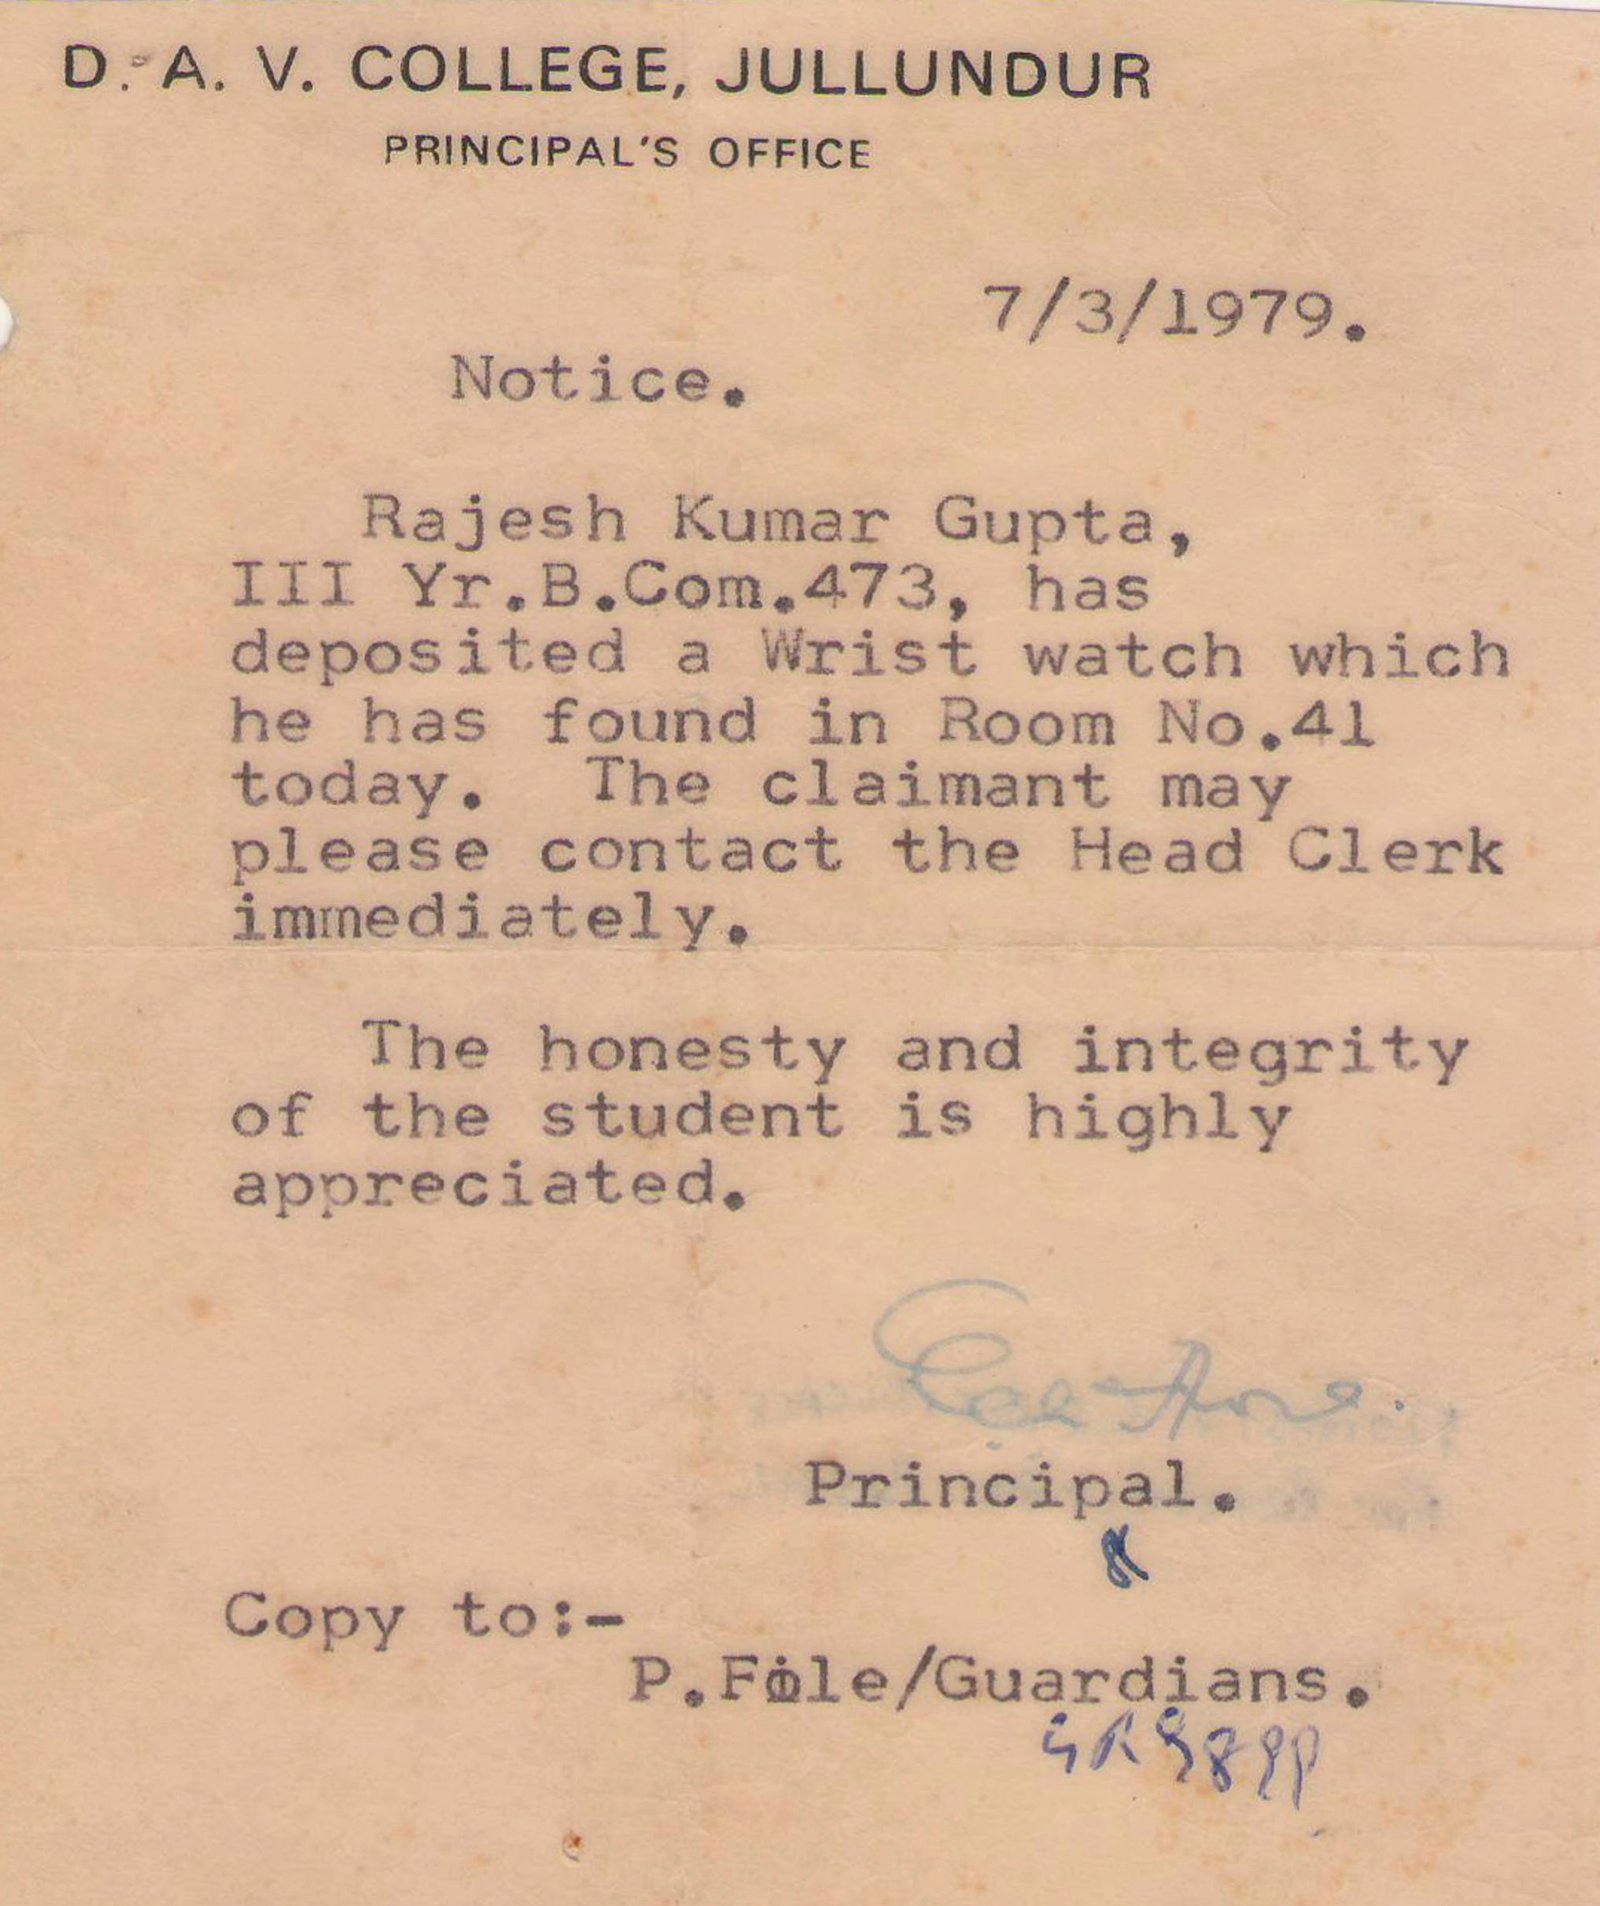 D. A. V. COLLEGE, JULLUNDUR
PRINCIPAL'S OFFICE
7/3/1979.
Notice.
Rajesh Kumar Gupta,
III Yr.B.Com.473, has
deposited a Wrist watch which
he has found in Room No.41
today. The claimant may
please contact the Head Clerk
immediately.
The honesty and integrity
of the student is highly
appreciated.
Principal.
Copy to:-
P.File/Guardians.